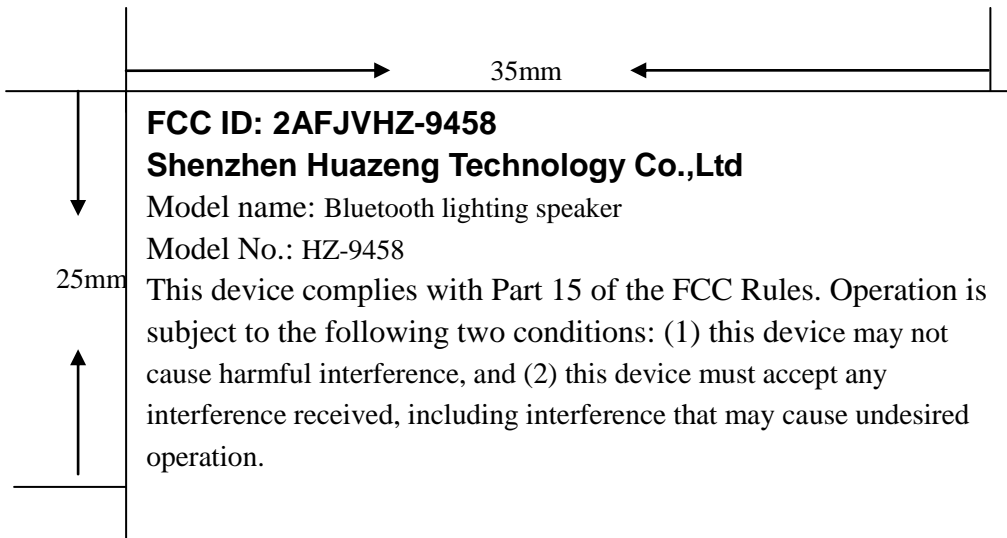 35mm
FCC ID: 2AFJVHZ-9458
Shenzhen Huazeng Technology Co.,Ltd
Model name: Bluetooth lighting speaker
Model No.: HZ-9458
25mm
This device complies with Part 15 of the FCC Rules. Operation is
subject to the following two conditions: (1) this device may not
cause harmful interference, and (2) this device must accept any
interference received, including interference that may cause undesired
operation.